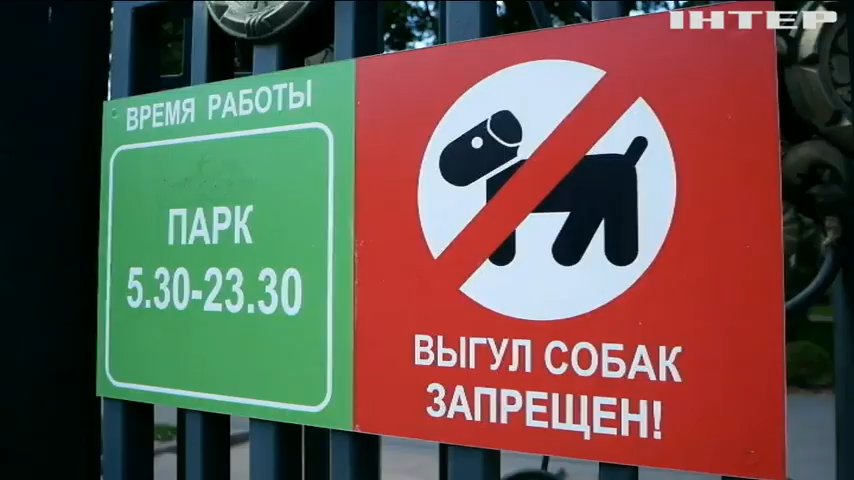 ІНТЕР
ВРЕМЯ РАБОТЫ
ПАРК
5.30-23.30
ВЫГУЛ СОБАК
ЗАПРЕЩЕН!